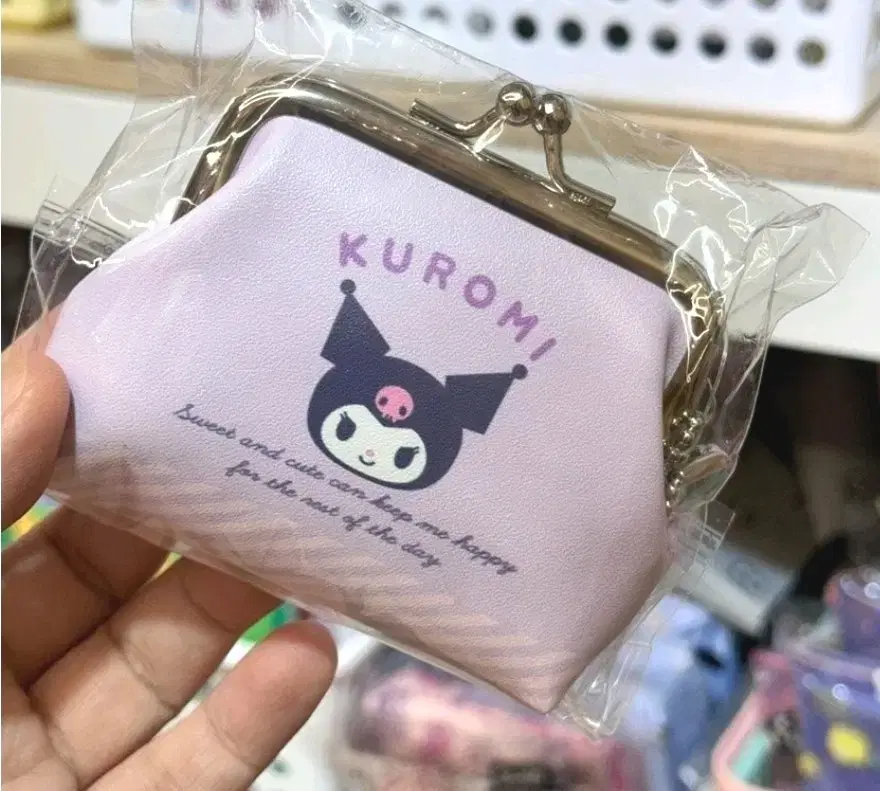 KUROMI
Sweet and cute can keep me happy
for the rest of the day